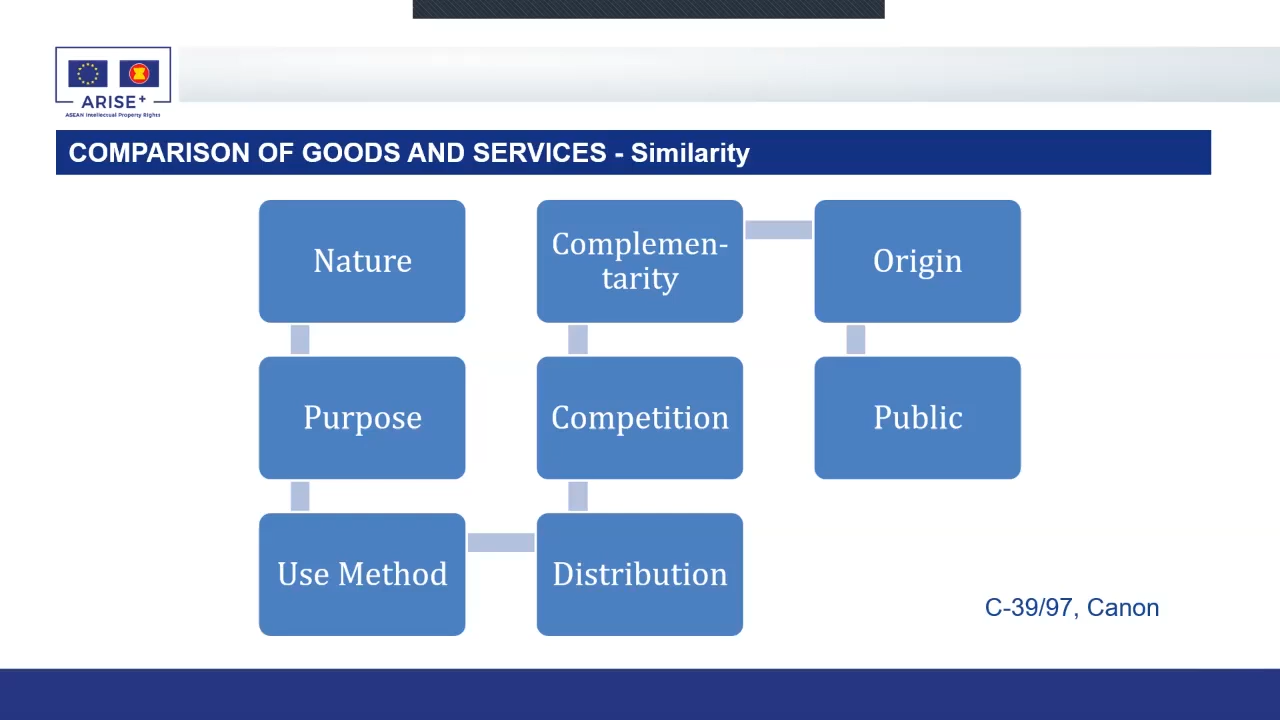 ARISE+
ASEAN Intellectual Property Rights
COMPARISON OF GOODS AND SERVICES - Similarity
Nature
Purpose
Use Method
Distribution
Competition
Complemen-
tarity
Origin
Public
C-39/97, Canon